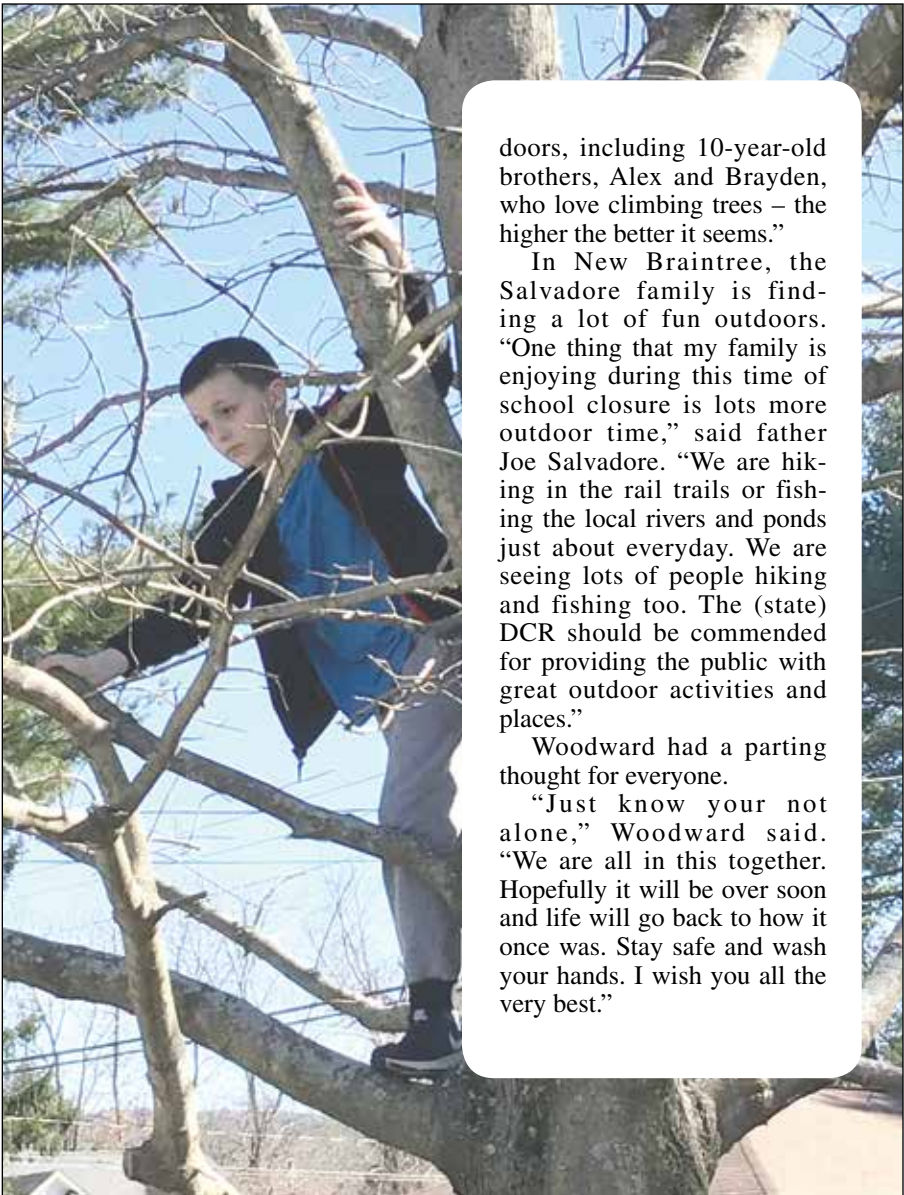 doors, including 10-year-old
brothers, Alex and Brayden,
who love climbing trees – the
higher the better it seems.”
In New Braintree, the
Salvadore family is find-
ing a lot of fun outdoors.
“One thing that my family is
enjoying during this time of
school closure is lots more
outdoor time,” said father
Joe Salvadore. “We are hik-
ing in the rail trails or fish-
ing the local rivers and ponds
just about everyday. We are
seeing lots of people hiking
and fishing too. The (state)
DCR should be commended
for providing the public with
great outdoor activities and
places.”
Woodward had a parting
thought for everyone.
“Just know your not
alone,” Woodward said.
“We are all in this together.
Hopefully it will be over soon
and life will go back to how it
once was. Stay safe and wash
your hands. I wish you all the
very best.”